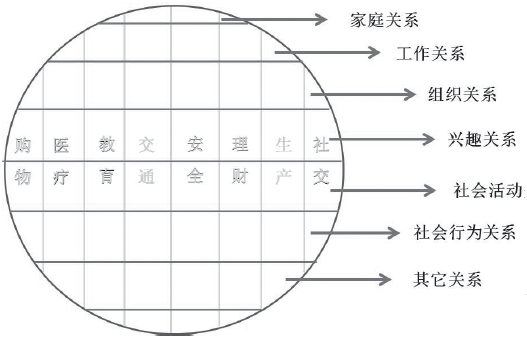 家庭关系
工作关系
组织关系
兴趣关系
社会活动
社会行为关系
其它关系
购物
医疗
教育
交通
安全
理财
生产
社交